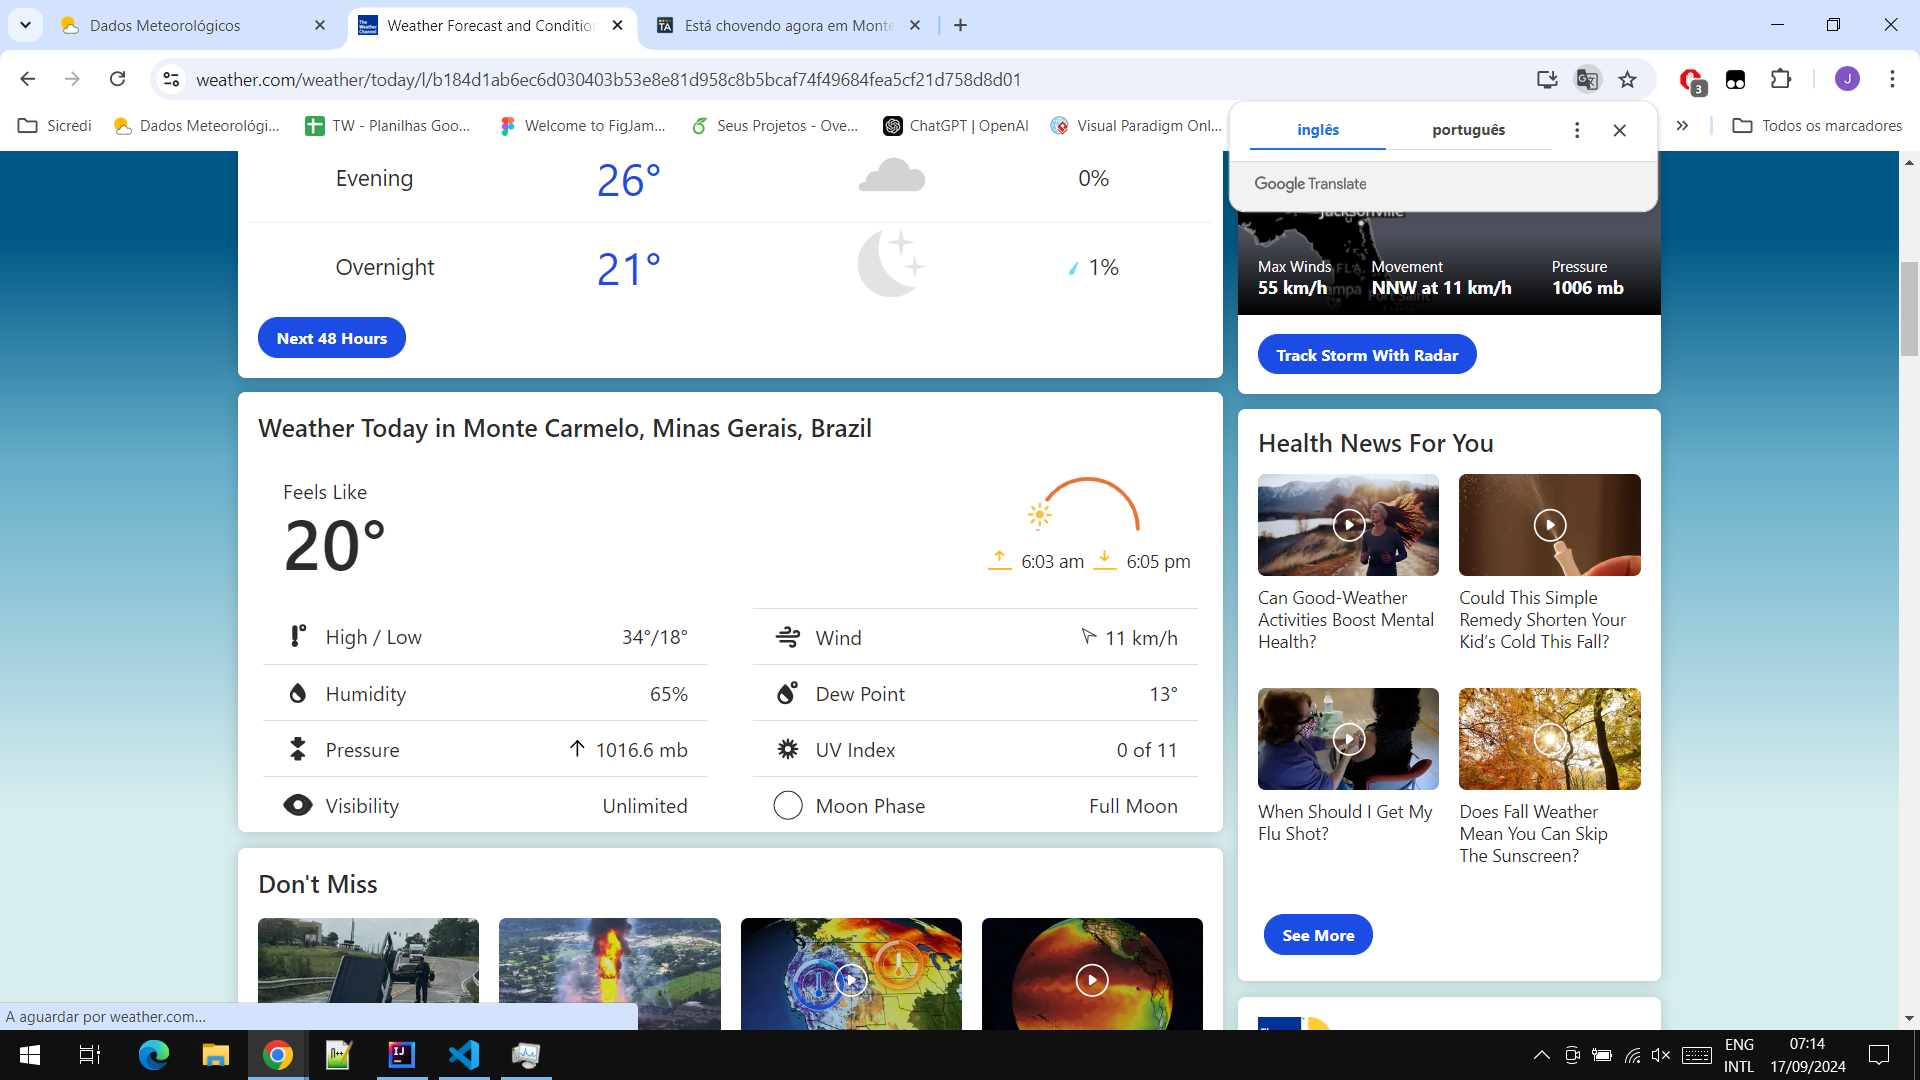 Dados Meteorológicos
Weather Forecast and Conditio
Está chovendo agora em Monte
weather.com/weather/today/l/b184d1ab6ec6d030403b53e8e81d958c8b5bcaf74f49684fea5cf21d758d8d01
3
J
Sicredi
Dados Meteorológi...
TW - Planilhas Goo...
Welcome to FigJam...
Seus Projetos - Ove...
ChatGPT | OpenAI
Visual Paradigm Onl...
Todos os marcadores
inglês
português
Google Translate
Evening
26°
0%
Overnight
21°
1%
Next 48 Hours
Jacksonville
Max Winds
Movement
Pressure
55 km/h
NNW at 11 km/h
1006 mb
Track Storm With Radar
Weather Today in Monte Carmelo, Minas Gerais, Brazil
Feels Like
20°
6:03 am
6:05 pm
High / Low
34°/18°
Wind
11 km/h
Humidity
65%
Dew Point
13°
Pressure
1016.6 mb
UV Index
0 of 11
Visibility
Unlimited
Moon Phase
Full Moon
Health News For You
Can Good-Weather
Activities Boost Mental
Health?
Could This Simple
Remedy Shorten Your
Kid's Cold This Fall?
When Should I Get My
Flu Shot?
Does Fall Weather
Mean You Can Skip
The Sunscreen?
See More
Don't Miss
A aguardar por weather.com...
ENG
INTL
07:14
17/09/2024